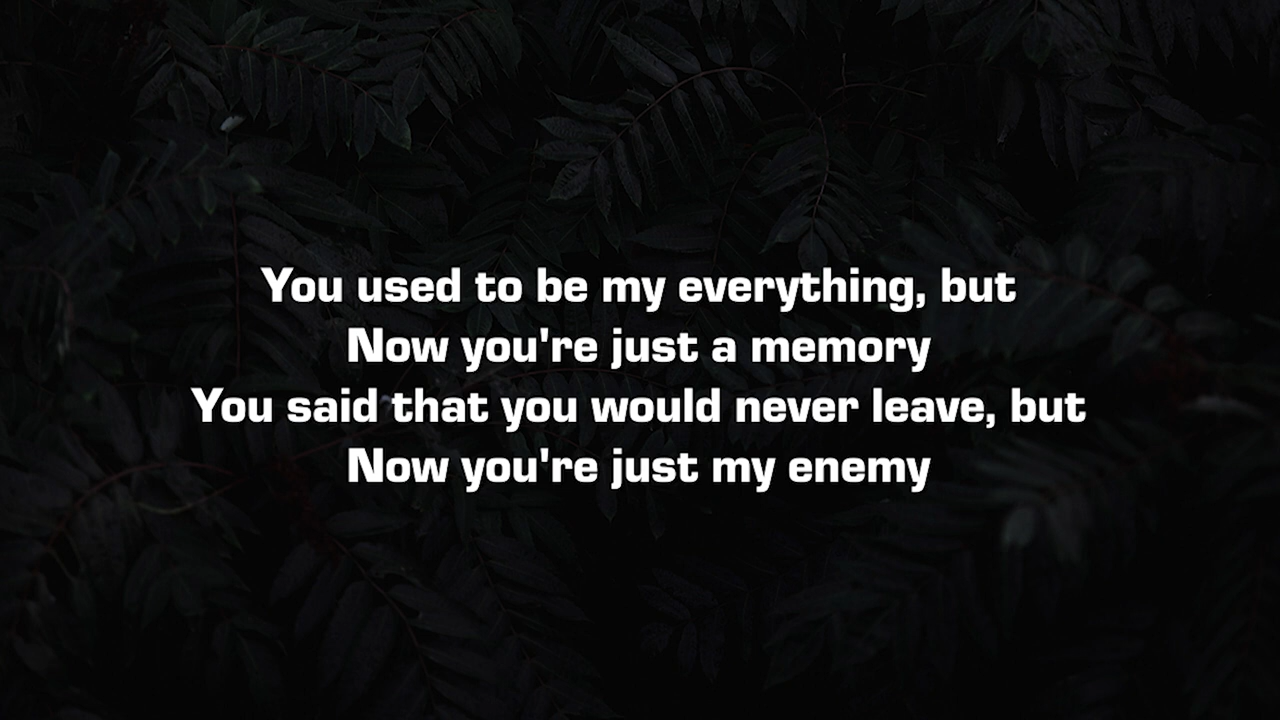 You used to be my everything, but
Now you're just a memory
You said that you would never leave, but
Now you're just my enemy